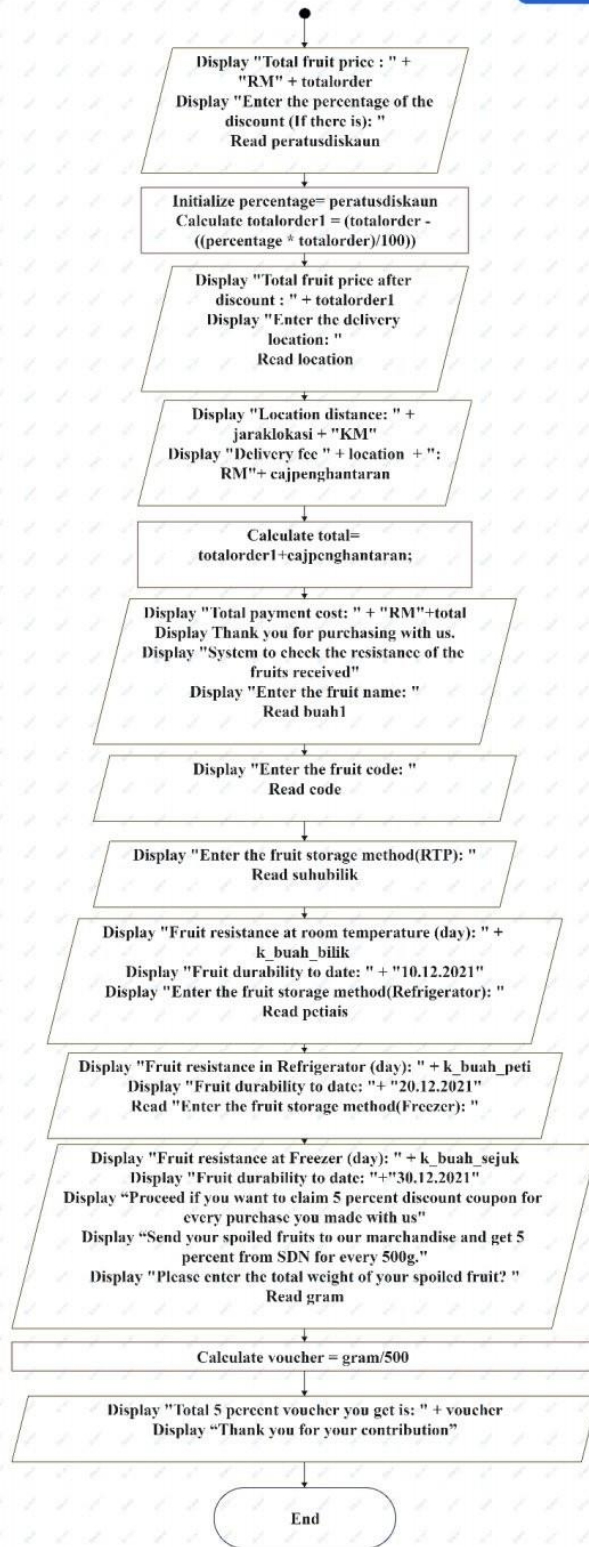 Display "Total fruit price : " +
"RM" + totalorder
Display "Enter the percentage of the
discount (If there is): "
Read peratusdiskaun
Initialize percentage= peratusdiskaun
Calculate totalorder1 = (totalorder -
((percentage * totalorder)/100))
Display "Total fruit price after
discount : " + totalorder1
Display "Enter the delivery
location: "
Read location
Display "Location distance: " +
jaraklokasi + "KM"
Display "Delivery fee " + location + ":
RM"+ cajpenghantaran
Calculate total=
totalorder1+cajpenghantaran;
Display "Total payment cost: " + "RM"+total
Display Thank you for purchasing with us.
Display "System to check the resistance of the
fruits received"
Display "Enter the fruit name: "
Read buah1
Display "Enter the fruit code: "
Read code
Display "Enter the fruit storage method(RTP): "
Read suhubilik
Display "Fruit resistance at room temperature (day): " +
k_buah_bilik
Display "Fruit durability to date: " + "10.12.2021"
Display "Enter the fruit storage method(Refrigerator): "
Read petiais
Display "Fruit resistance in Refrigerator (day): " + k_buah_peti
Display "Fruit durability to date: "+ "20.12.2021"
Read "Enter the fruit storage method(Freezer): "
Display "Fruit resistance at Freezer (day): " + k_buah_sejuk
Display "Fruit durability to date: "+"30.12.2021"
Display “Proceed if you want to claim 5 percent discount coupon for
every purchase you made with us"
Display “Send your spoiled fruits to our marchandise and get 5
percent from SDN for every 500g."
Display "Please enter the total weight of your spoiled fruit? "
Read gram
Calculate voucher = gram/500
Display "Total 5 percent voucher you get is: " + voucher
Display “Thank you for your contribution”
End